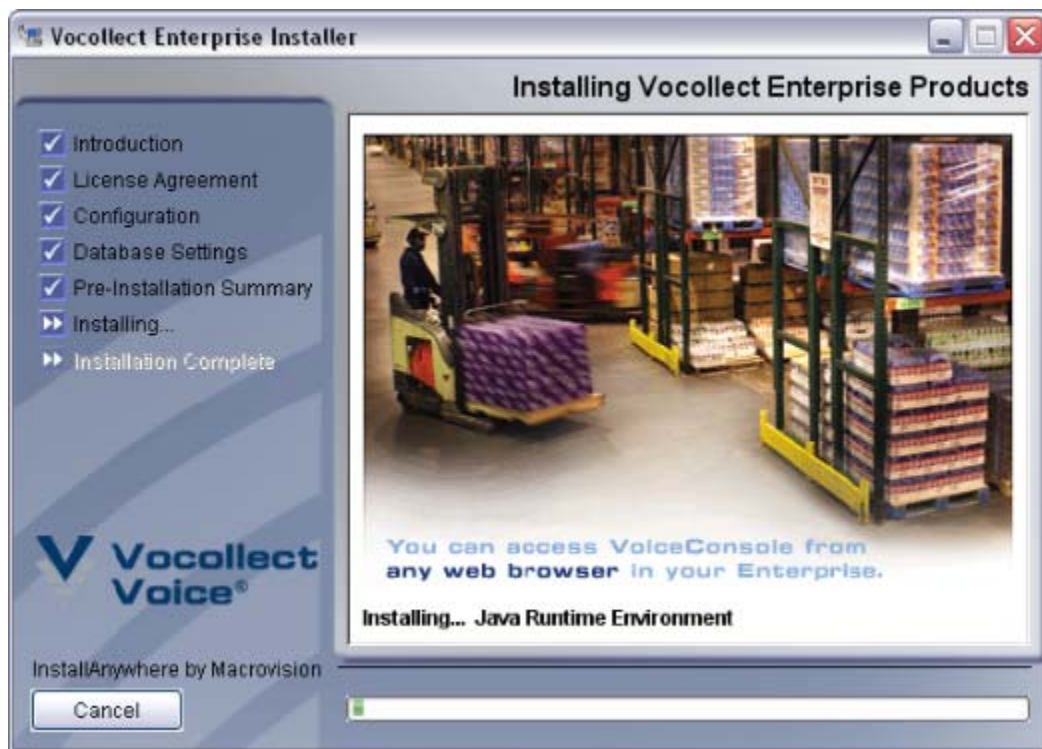 Vocollect Enterprise Installer
Installing Vocollect Enterprise Products
Introduction
License Agreement
Configuration
Database Settings
Pre-Installation Summary
Installing...
Installation Complete
Vocollect
Voice®
You can access VoiceConsole from
any web browser in your Enterprise.
Installing... Java Runtime Environment
InstallAnywhere by Macrovision
Cancel